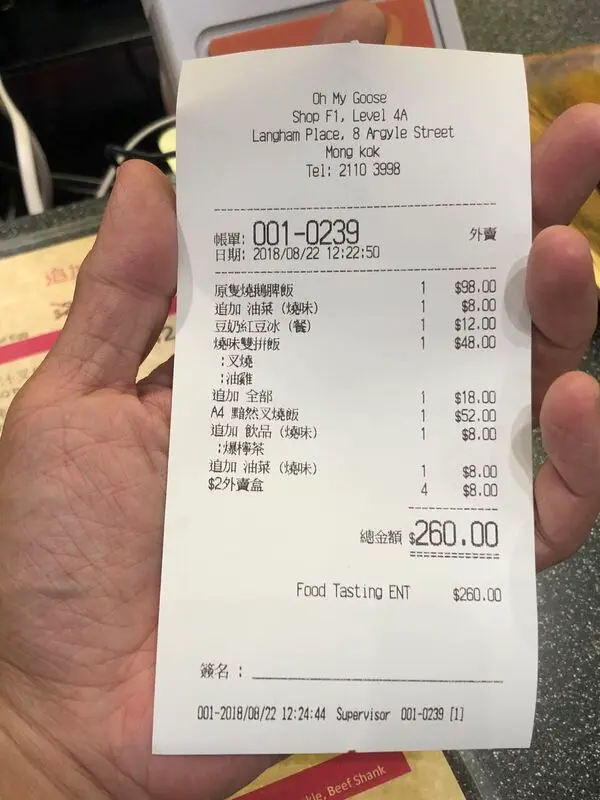 Oh My Goose
Shop F1, Level 4A
Langham Place, 8 Argyle Street
Mong kok
Tel: 2110 3998
帳單: 001-0239 外賣
日期: 2018/08/22 12:22:50
原隻燒鵝脾飯 1 $98.00
追加 油菜 (燒味) 1 $8.00
豆奶紅豆冰 (餐) 1 $12.00
燒味雙拼飯 1 $48.00
:叉燒
:油雞
追加 全部 1 $18.00
A4 黯然叉燒飯 1 $52.00
追加 飲品 (燒味) 1 $8.00
:爆檸茶
追加 油菜 (燒味) 1 $8.00
$2外賣盒 4 $8.00
總金額 $260.00
Food Tasting ENT $260.00
簽名 :
001-2018/08/22 12:24:44 Supervisor 001-0239 [1]
追加
Beef Shank